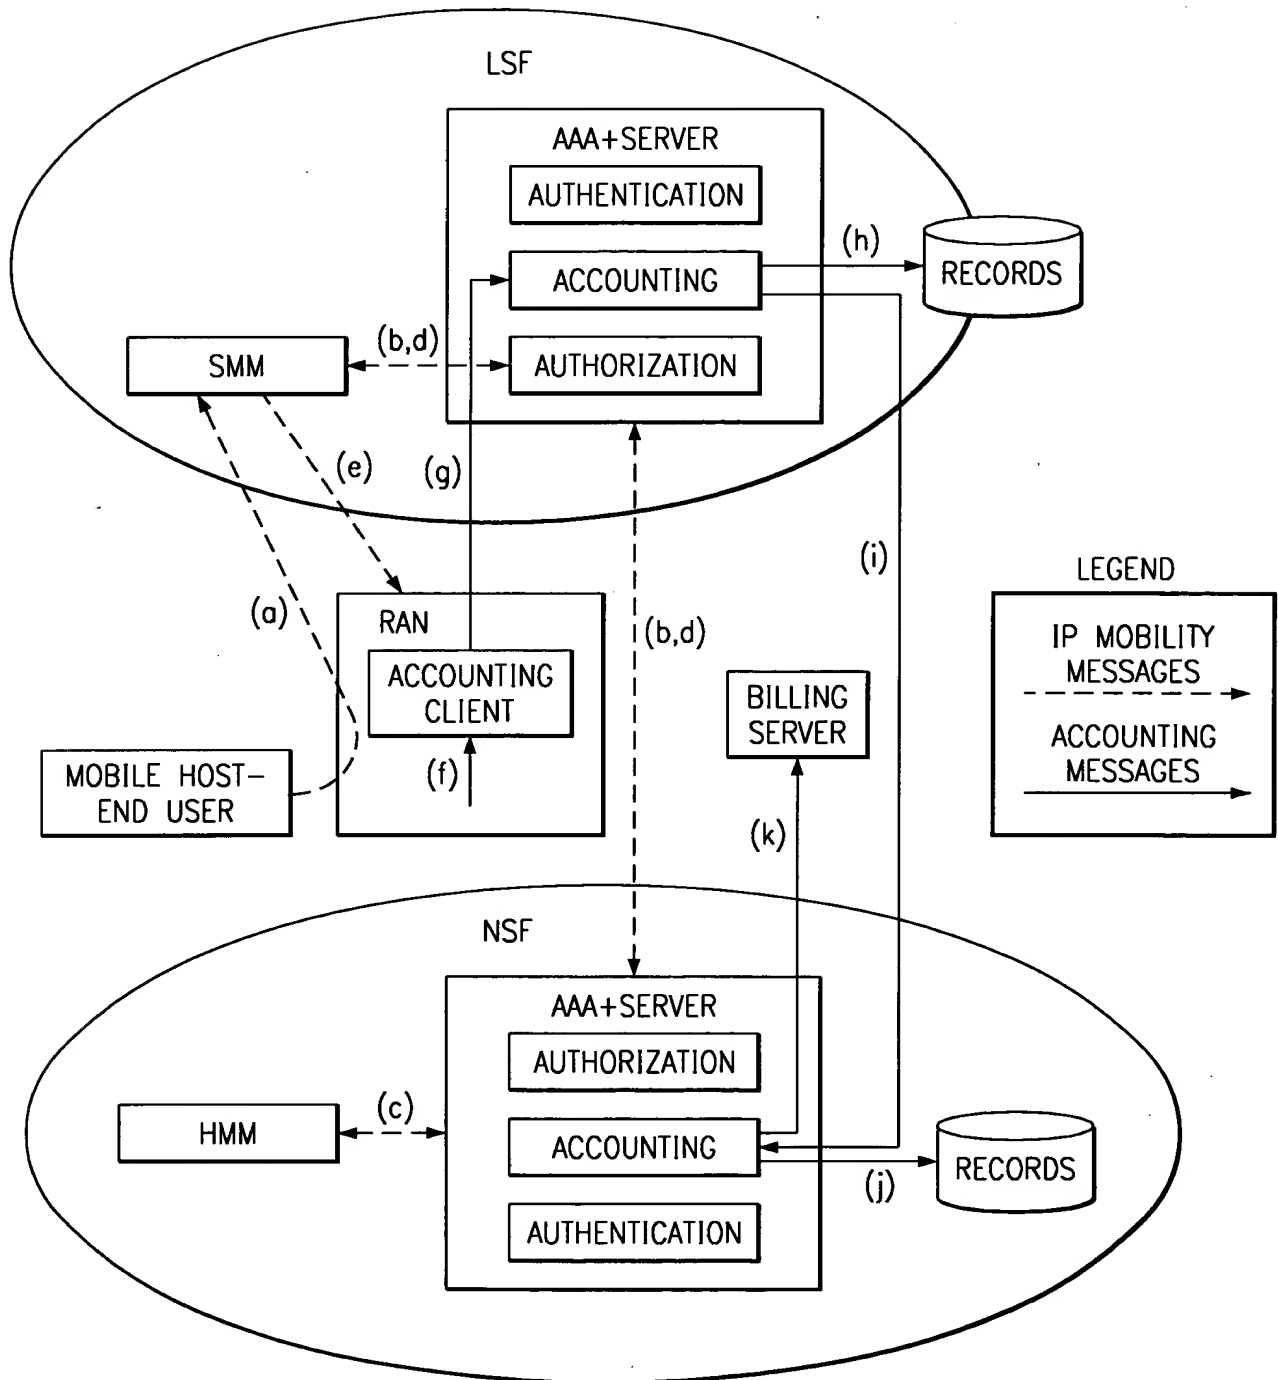 LSF
AAA+SERVER
AUTHENTICATION
(h)
ACCOUNTING
RECORDS
(b,d)
SMM
AUTHORIZATION
(e)
(g)
(i)
LEGEND
(a)
RAN
(b,d)
IP MOBILITY
MESSAGES
ACCOUNTING
CLIENT
BILLING
SERVER
ACCOUNTING
MESSAGES
MOBILE HOST-
END USER
(f)
(k)
NSF
AAA+SERVER
AUTHORIZATION
(c)
HMM
ACCOUNTING
RECORDS
(j)
AUTHENTICATION